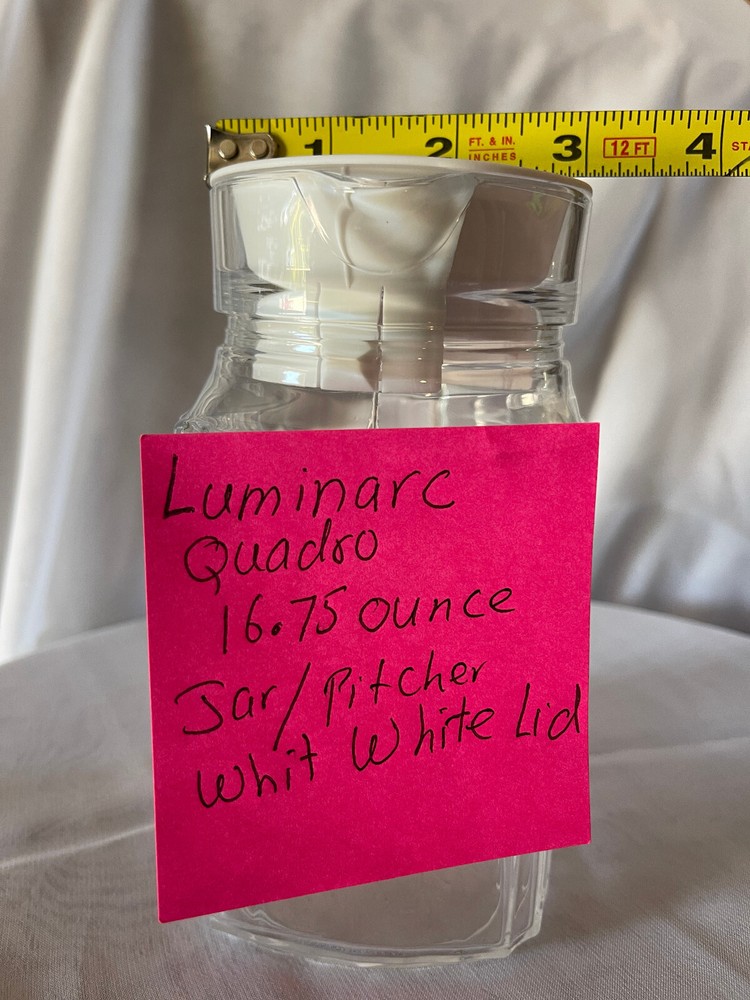 1 2 FT. & IN. INCHES 3 12 FT 4 STA
Luminarc
Quadro
16.75 ounce
Jar/Pitcher
Whit White Lid